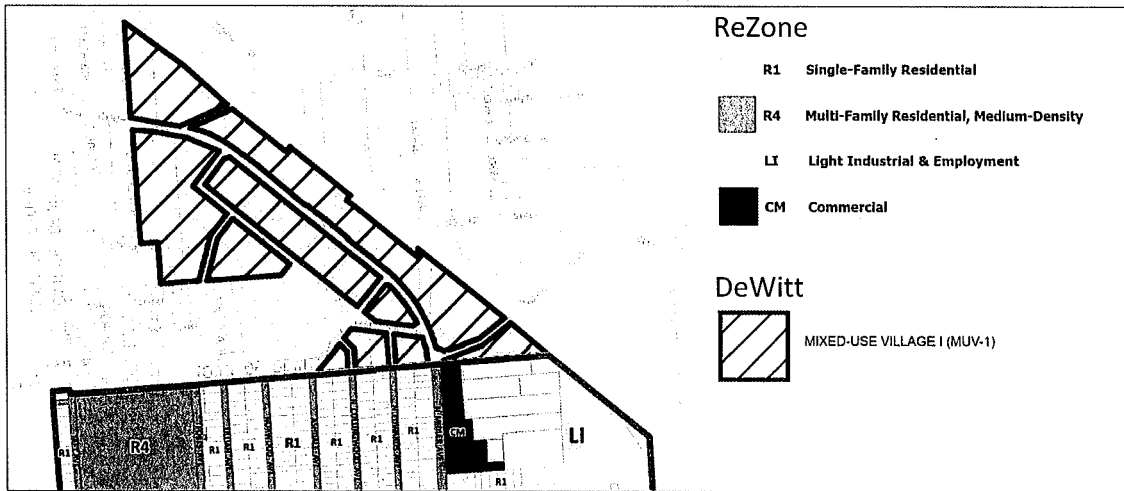 ReZone
R1 Single-Family Residential
R4 Multi-Family Residential, Medium-Density
LI Light Industrial & Employment
CM Commercial
DeWitt
MIXED-USE VILLAGE I (MUV-1)
R1
R4
R1
R1
R1
R1
R1
R1
CM
LI
R1